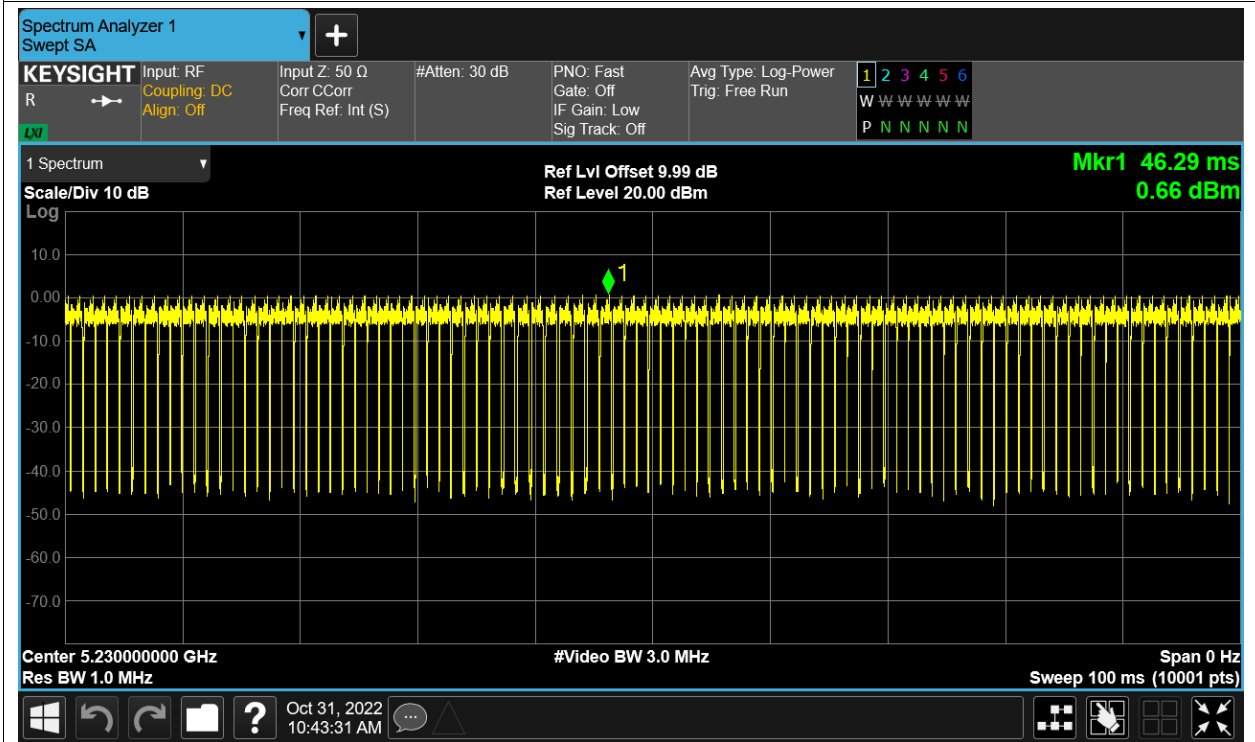 Spectrum Analyzer 1
Swept SA
KEYSIGHT
R
LXI
Input: RF
Coupling: DC
Align: Off
Input Z: 50 Ω
Corr CCorr
Freq Ref: Int (S)
#Atten: 30 dB
PNO: Fast
Gate: Off
IF Gain: Low
Sig Track: Off
Avg Type: Log-Power
Trig: Free Run
1 2 3 4 5 6
W W W W W W
P N N N N N
1 Spectrum
Scale/Div 10 dB
Ref Lvl Offset 9.99 dB
Ref Level 20.00 dBm
Mkr1 46.29 ms
0.66 dBm
Log
10.0
0.00
-10.0
-20.0
-30.0
-40.0
-50.0
-60.0
-70.0
1
Center 5.230000000 GHz
Res BW 1.0 MHz
#Video BW 3.0 MHz
Span 0 Hz
Sweep 100 ms (10001 pts)
?
Oct 31, 2022
10:43:31 AM